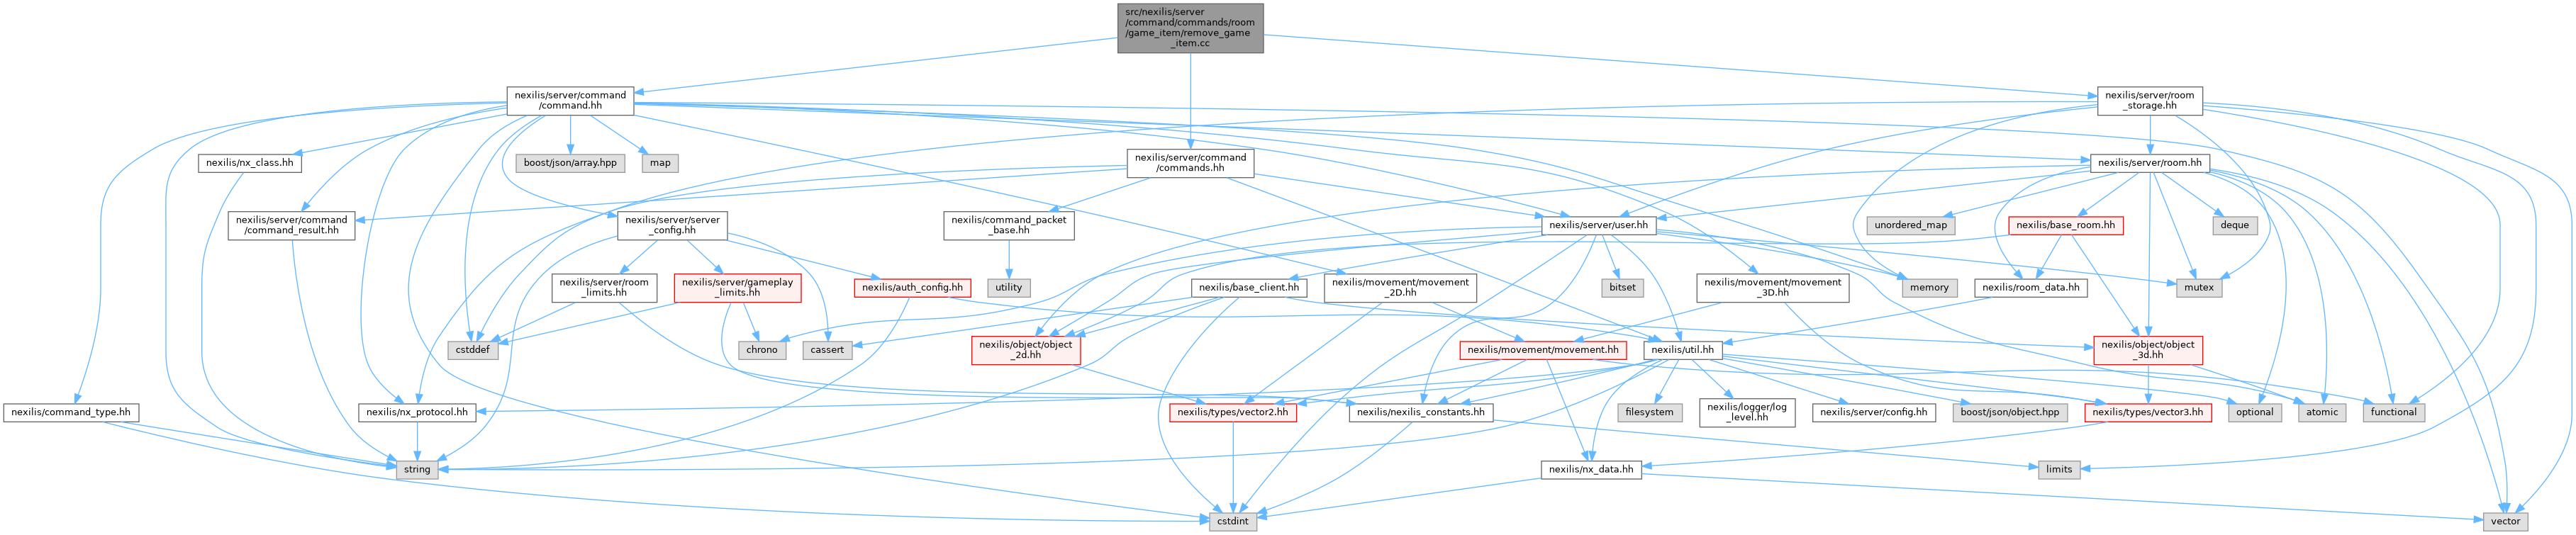 src/nexilis/server
/command/commands/room
/game_item/remove_game
_item.cc
nexilis/server/command
/command.hh
nexilis/server/room
_storage.hh
nexilis/nx_class.hh
boost/json/array.hpp
map
nexilis/server/command
/commands.hh
nexilis/server/room.hh
nexilis/server/command
/command_result.hh
nexilis/server/server
_config.hh
nexilis/command_packet
_base.hh
nexilis/server/user.hh
unordered_map
nexilis/base_room.hh
deque
nexilis/server/room
_limits.hh
nexilis/server/gameplay
_limits.hh
nexilis/auth_config.hh
utility
nexilis/base_client.hh
nexilis/movement/movement
_2D.hh
bitset
nexilis/movement/movement
_3D.hh
memory
nexilis/room_data.hh
mutex
cstddef
chrono
cassert
nexilis/object/object
_2d.hh
nexilis/movement/movement.hh
nexilis/util.hh
nexilis/object/object
_3d.hh
nexilis/command_type.hh
nexilis/nx_protocol.hh
nexilis/types/vector2.hh
nexilis/nexilis_constants.hh
filesystem
nexilis/logger/log
_level.hh
nexilis/server/config.hh
boost/json/object.hpp
nexilis/types/vector3.hh
optional
atomic
functional
string
nexilis/nx_data.hh
limits
cstdint
vector